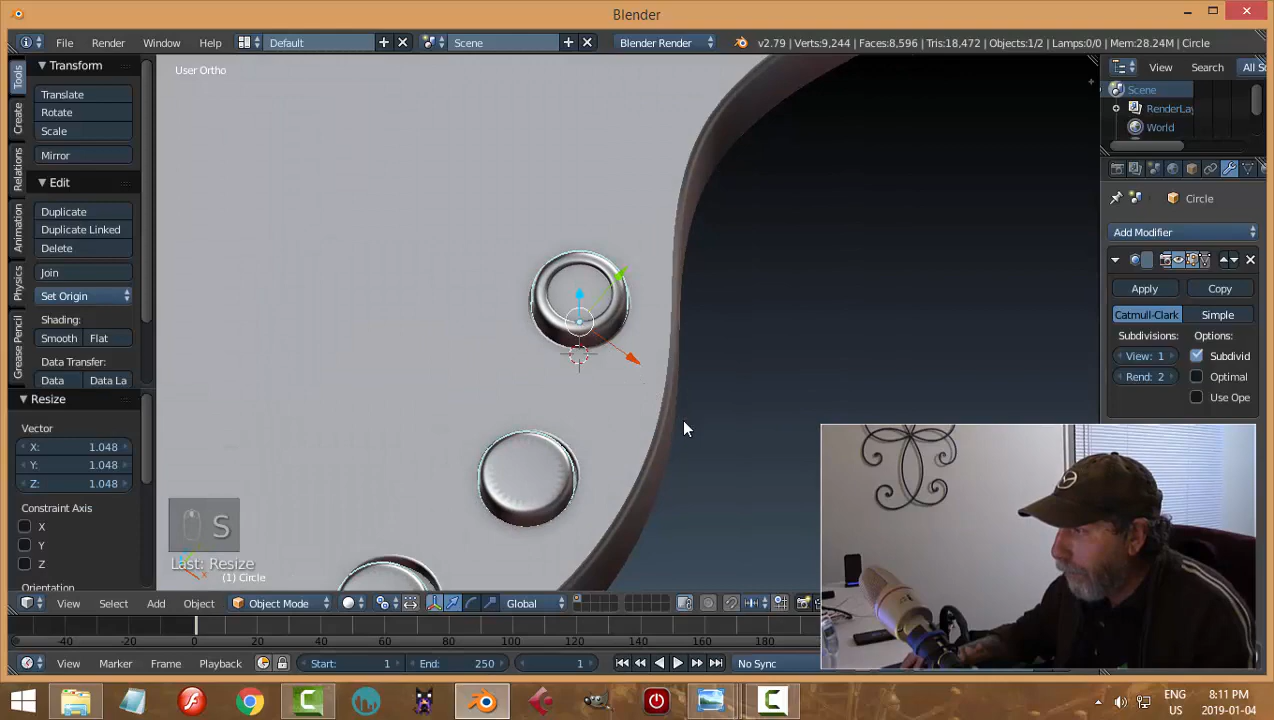 Blender
File Render Window Help Default Scene Blender Render v2.79 | Verts:9,244 | Faces:8,596 | Tris:18,472 | Objects:1/2 | Lamps:0/0 | Mem:28.24M | Circle
Tools
Create
Relations
Animation
Physics
Grease Pencil
Transform
Translate
Rotate
Scale
Mirror
Edit
Duplicate
Duplicate Linked
Delete
Join
Set Origin
Shading:
Smooth Flat
Data Transfer:
Data Data La
Resize
Vector
X: 1.048
Y: 1.048
Z: 1.048
Constraint Axis
X
Y
Z
Orientation
User Ortho
S
Last: Resize
(1) Circle
View Search All S
Scene
RenderLay
World
Circle
Add Modifier
Apply Copy
Catmull-Clark Simple
Subdivisions: Options:
View: 1 Subdivid
Rend: 2 Optimal
Use Ope
View Select Add Object Object Mode Global
-40 -20 0 20 40 60 80 100 120 140 160 180
View Marker Frame Playback Start: 1 End: 250 1 No Sync
ENG 8:11 PM
US 2019-01-04